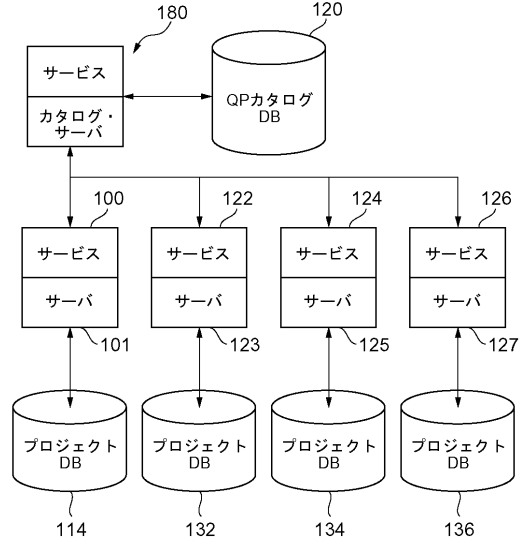 180
120
サービス
カタログ・
サーバ
QPカタログ
DB
100
122
124
126
サービス
サービス
サービス
サービス
サーバ
サーバ
サーバ
サーバ
101
123
125
127
プロジェクト
DB
プロジェクト
DB
プロジェクト
DB
プロジェクト
DB
114
132
134
136